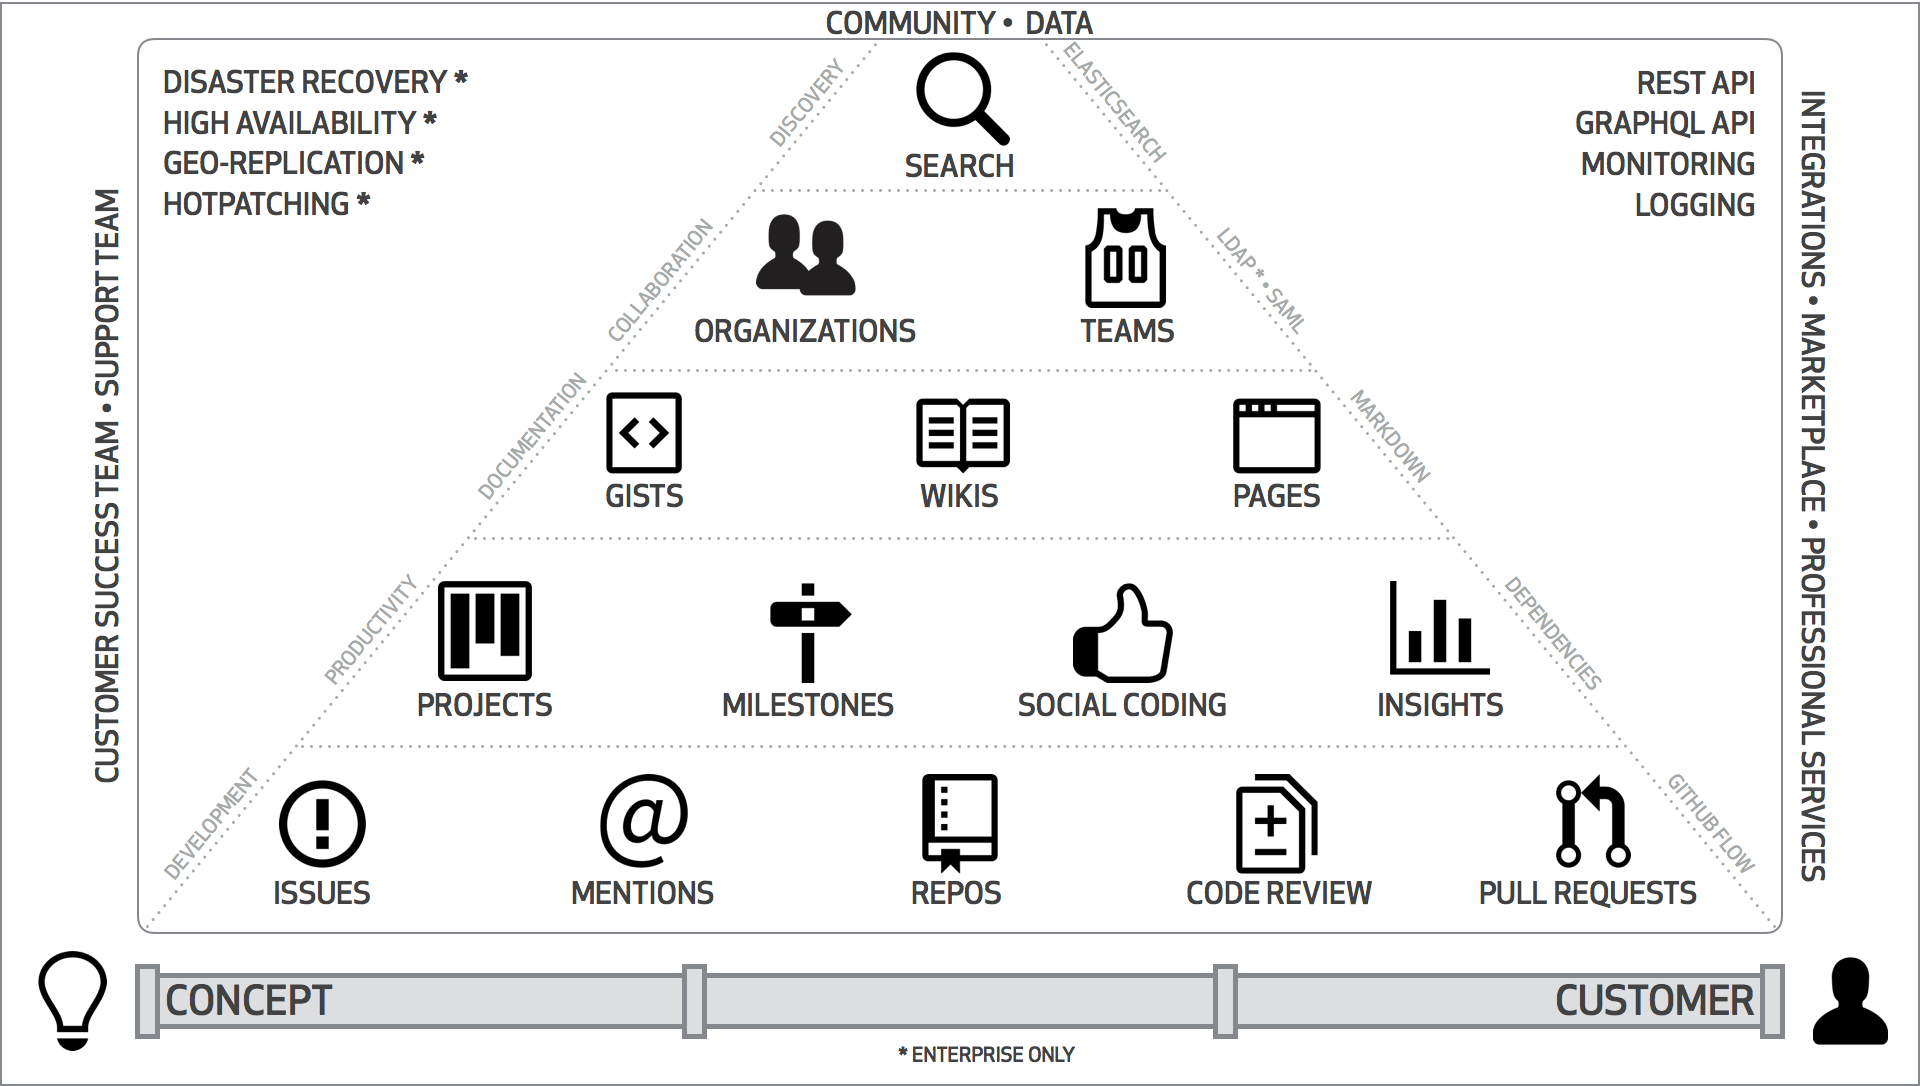 COMMUNITY • DATA
DISASTER RECOVERY *
HIGH AVAILABILITY *
GEO-REPLICATION *
HOTPATCHING *
REST API
GRAPHQL API
MONITORING
LOGGING
CUSTOMER SUCCESS TEAM • SUPPORT TEAM
INTEGRATIONS • MARKETPLACE • PROFESSIONAL SERVICES
DISCOVERY
ELASTICSEARCH
SEARCH
COLLABORATION
LDAP * • SAML
ORGANIZATIONS
TEAMS
DOCUMENTATION
MARKDOWN
GISTS
WIKIS
PAGES
PRODUCTIVITY
DEPENDENCIES
PROJECTS
MILESTONES
SOCIAL CODING
INSIGHTS
DEVELOPMENT
GITHUB FLOW
ISSUES
MENTIONS
REPOS
CODE REVIEW
PULL REQUESTS
CONCEPT
CUSTOMER
* ENTERPRISE ONLY